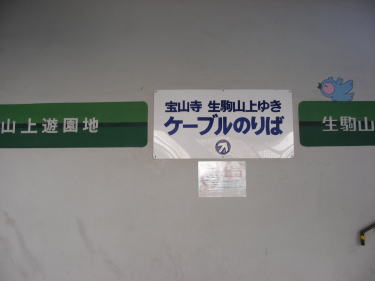 山上遊園地
宝山寺 生駒山上ゆき
ケーブルのりば
生駒山